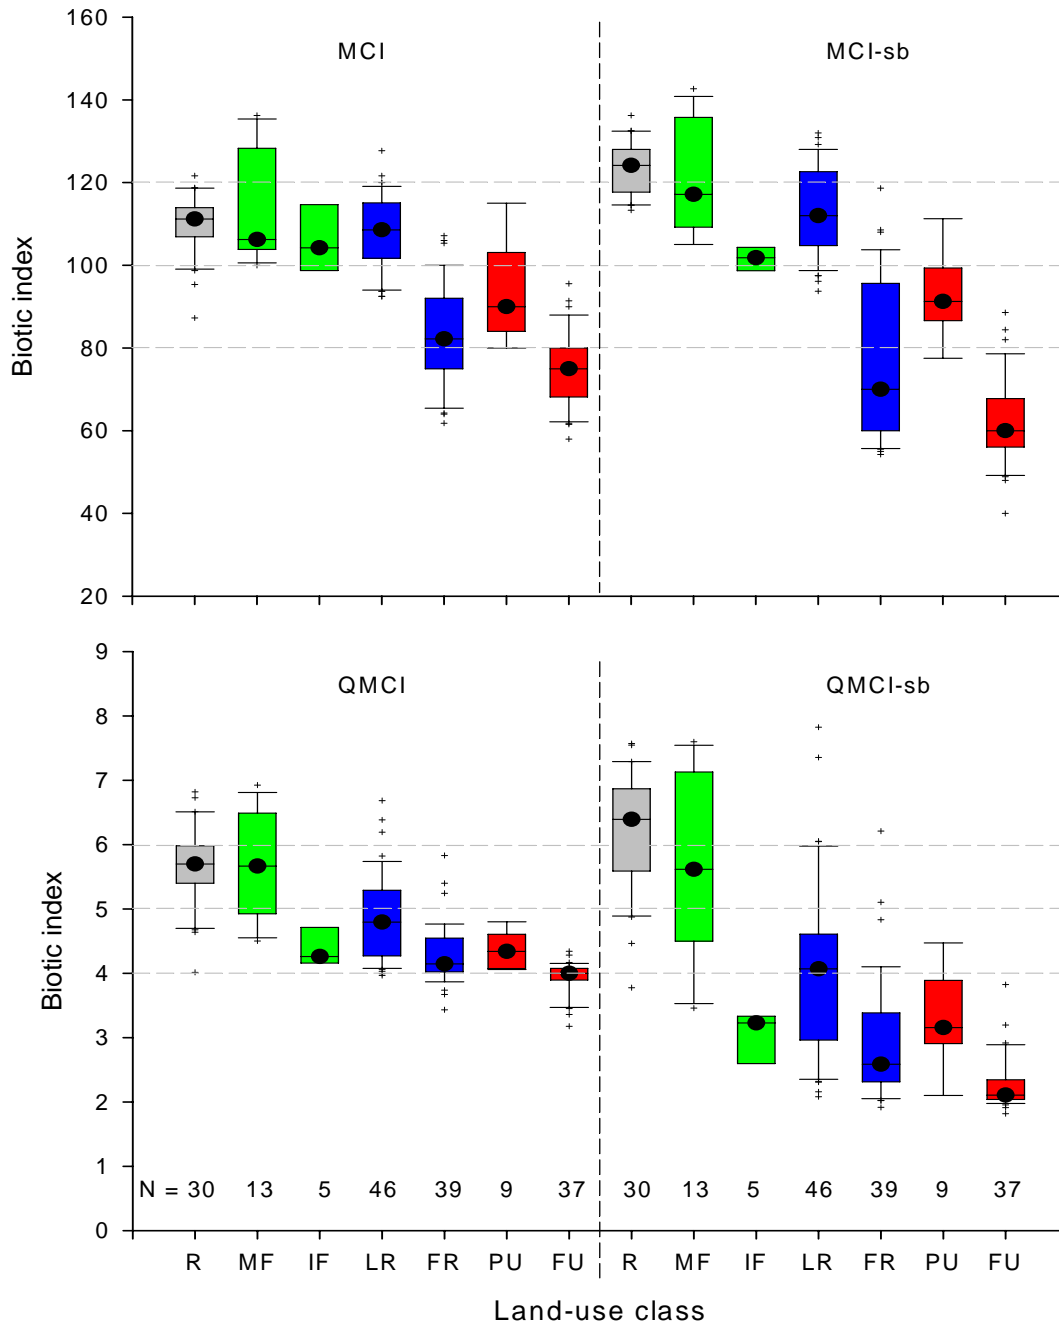 160
MCI
MCI-sb
140
120
100
80
60
40
20
Biotic index
9
QMCI
QMCI-sb
8
7
6
5
4
3
2
1
0
Biotic index
N = 30 13 5 46 39 9 37 30 13 5 46 39 9 37
R MF IF LR FR PU FU R MF IF LR FR PU FU
Land-use class